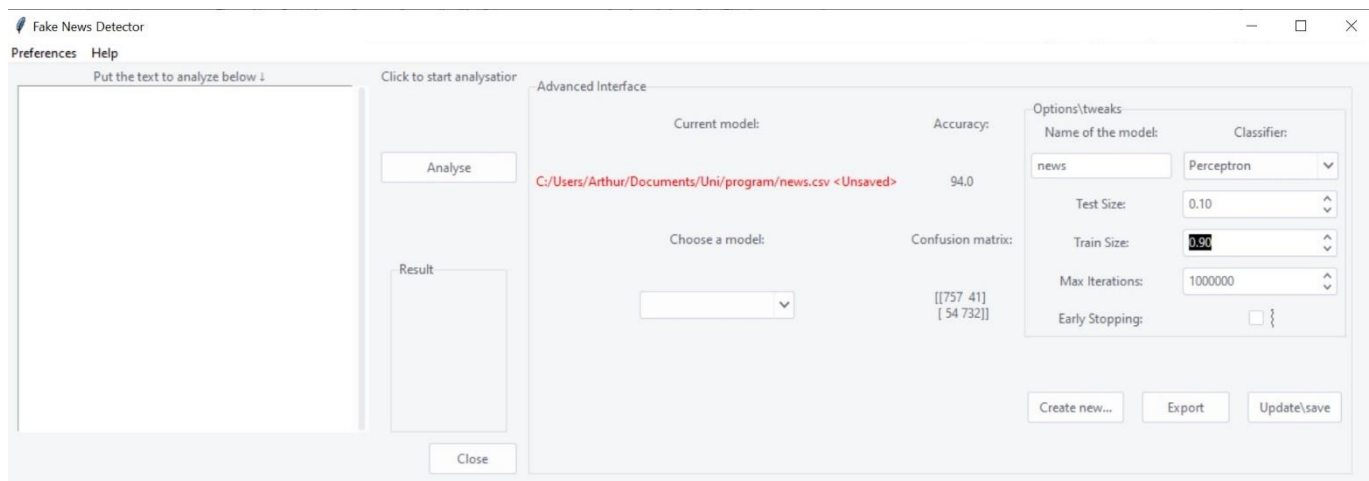 Fake News Detector
Preferences Help
Put the text to analyze below ↓
Click to start analysation
Analyse
Result
Close
Advanced Interface
Current model:
Accuracy:
C:/Users/Arthur/Documents/Uni/program/news.csv <Unsaved>
94.0
Choose a model:
Confusion matrix:
[[757 41]
[ 54 732]]
Options\tweaks
Name of the model:
Classifier:
news
Perceptron
Test Size:
0.10
Train Size:
0.90
Max Iterations:
1000000
Early Stopping:
Create new...
Export
Update\save